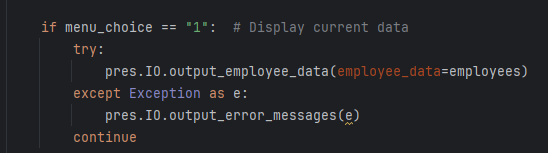 if menu_choice == "1":  # Display current data
    try:
        pres.IO.output_employee_data(employee_data=employees)
    except Exception as e:
        pres.IO.output_error_messages(e)
    continue